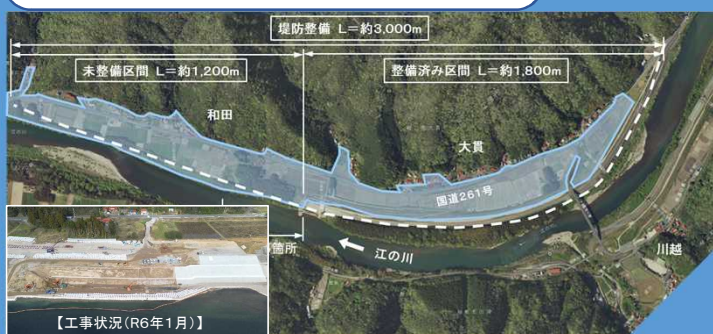 堤防整備 L=約3,000m
未整備区間 L=約1,200m
整備済み区間 L=約1,800m
和田
大貫
国道261号
箇所
江の川
川越
【工事状況(R6年1月)】